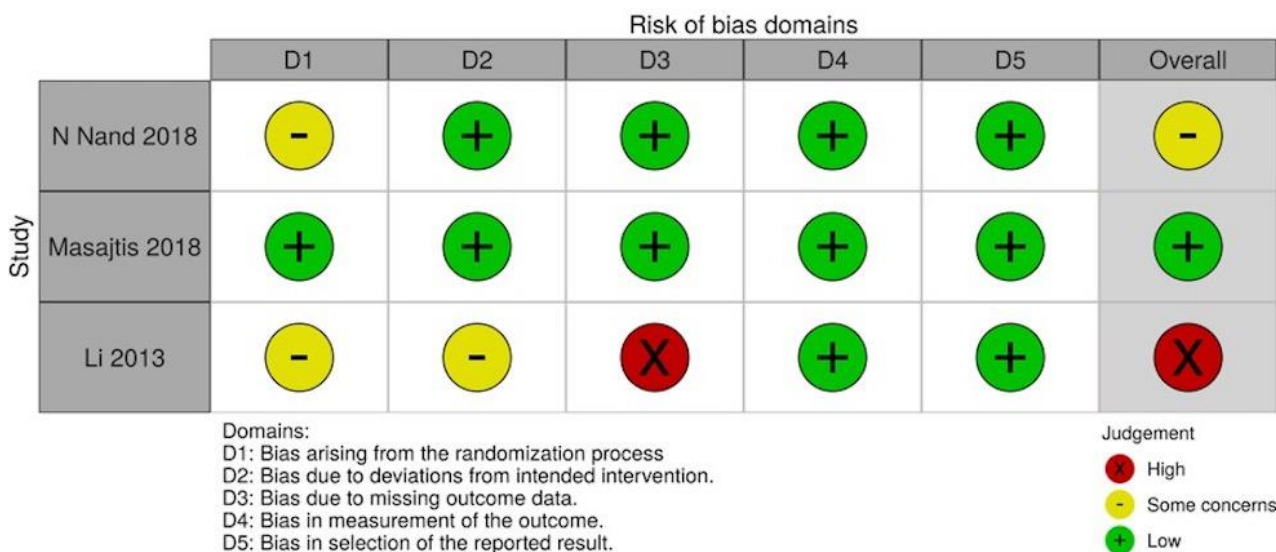 Risk of bias domains
D1 D2 D3 D4 D5 Overall
Study
N Nand 2018 - + + + + -
Masajtis 2018 + + + + + +
Li 2013 - - X + + X
Domains:
D1: Bias arising from the randomization process
D2: Bias due to deviations from intended intervention.
D3: Bias due to missing outcome data.
D4: Bias in measurement of the outcome.
D5: Bias in selection of the reported result.
Judgement
X High
- Some concerns
+ Low